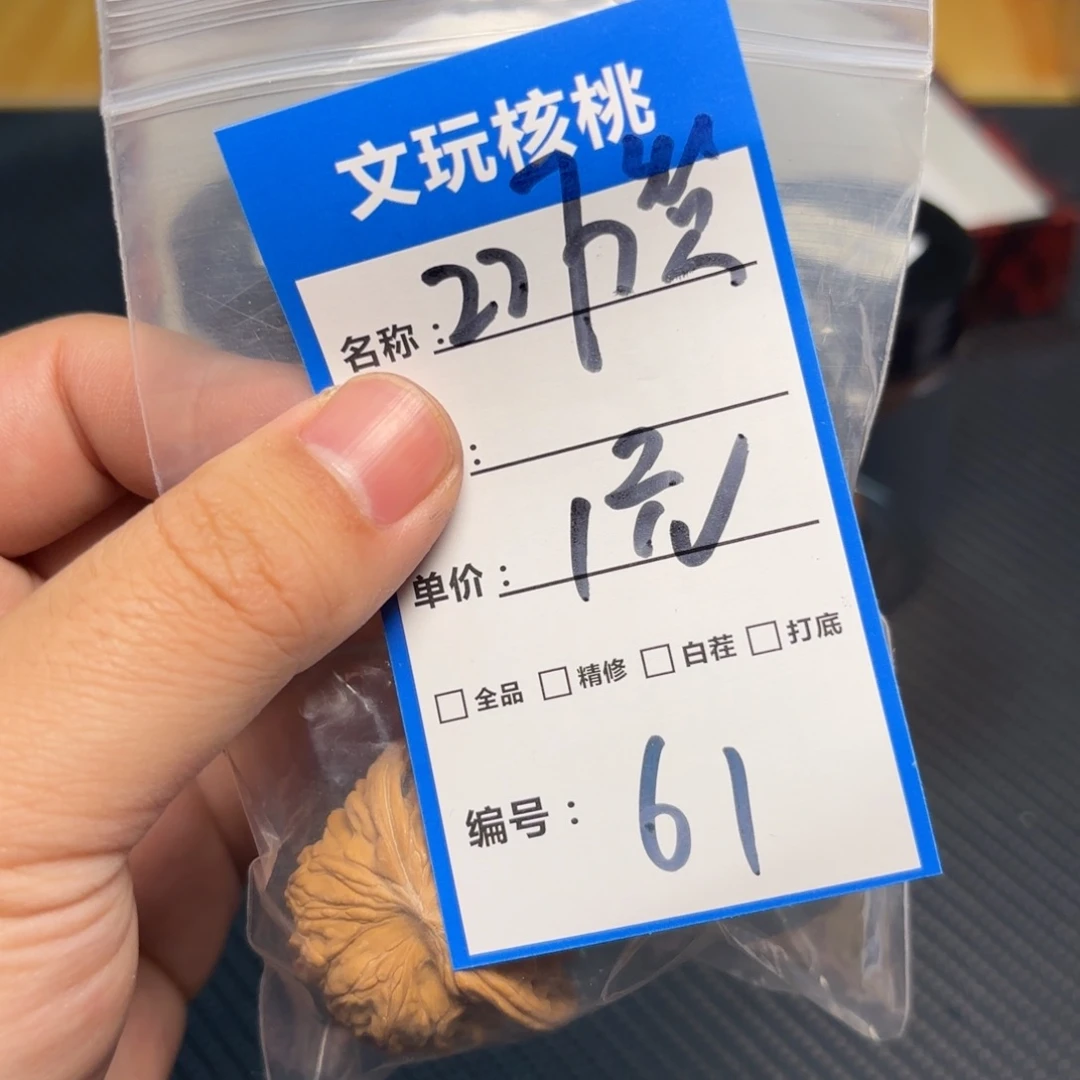 文玩核桃
名称：27
：
单价：1元
全品 精修 白茬 打底
编号：61